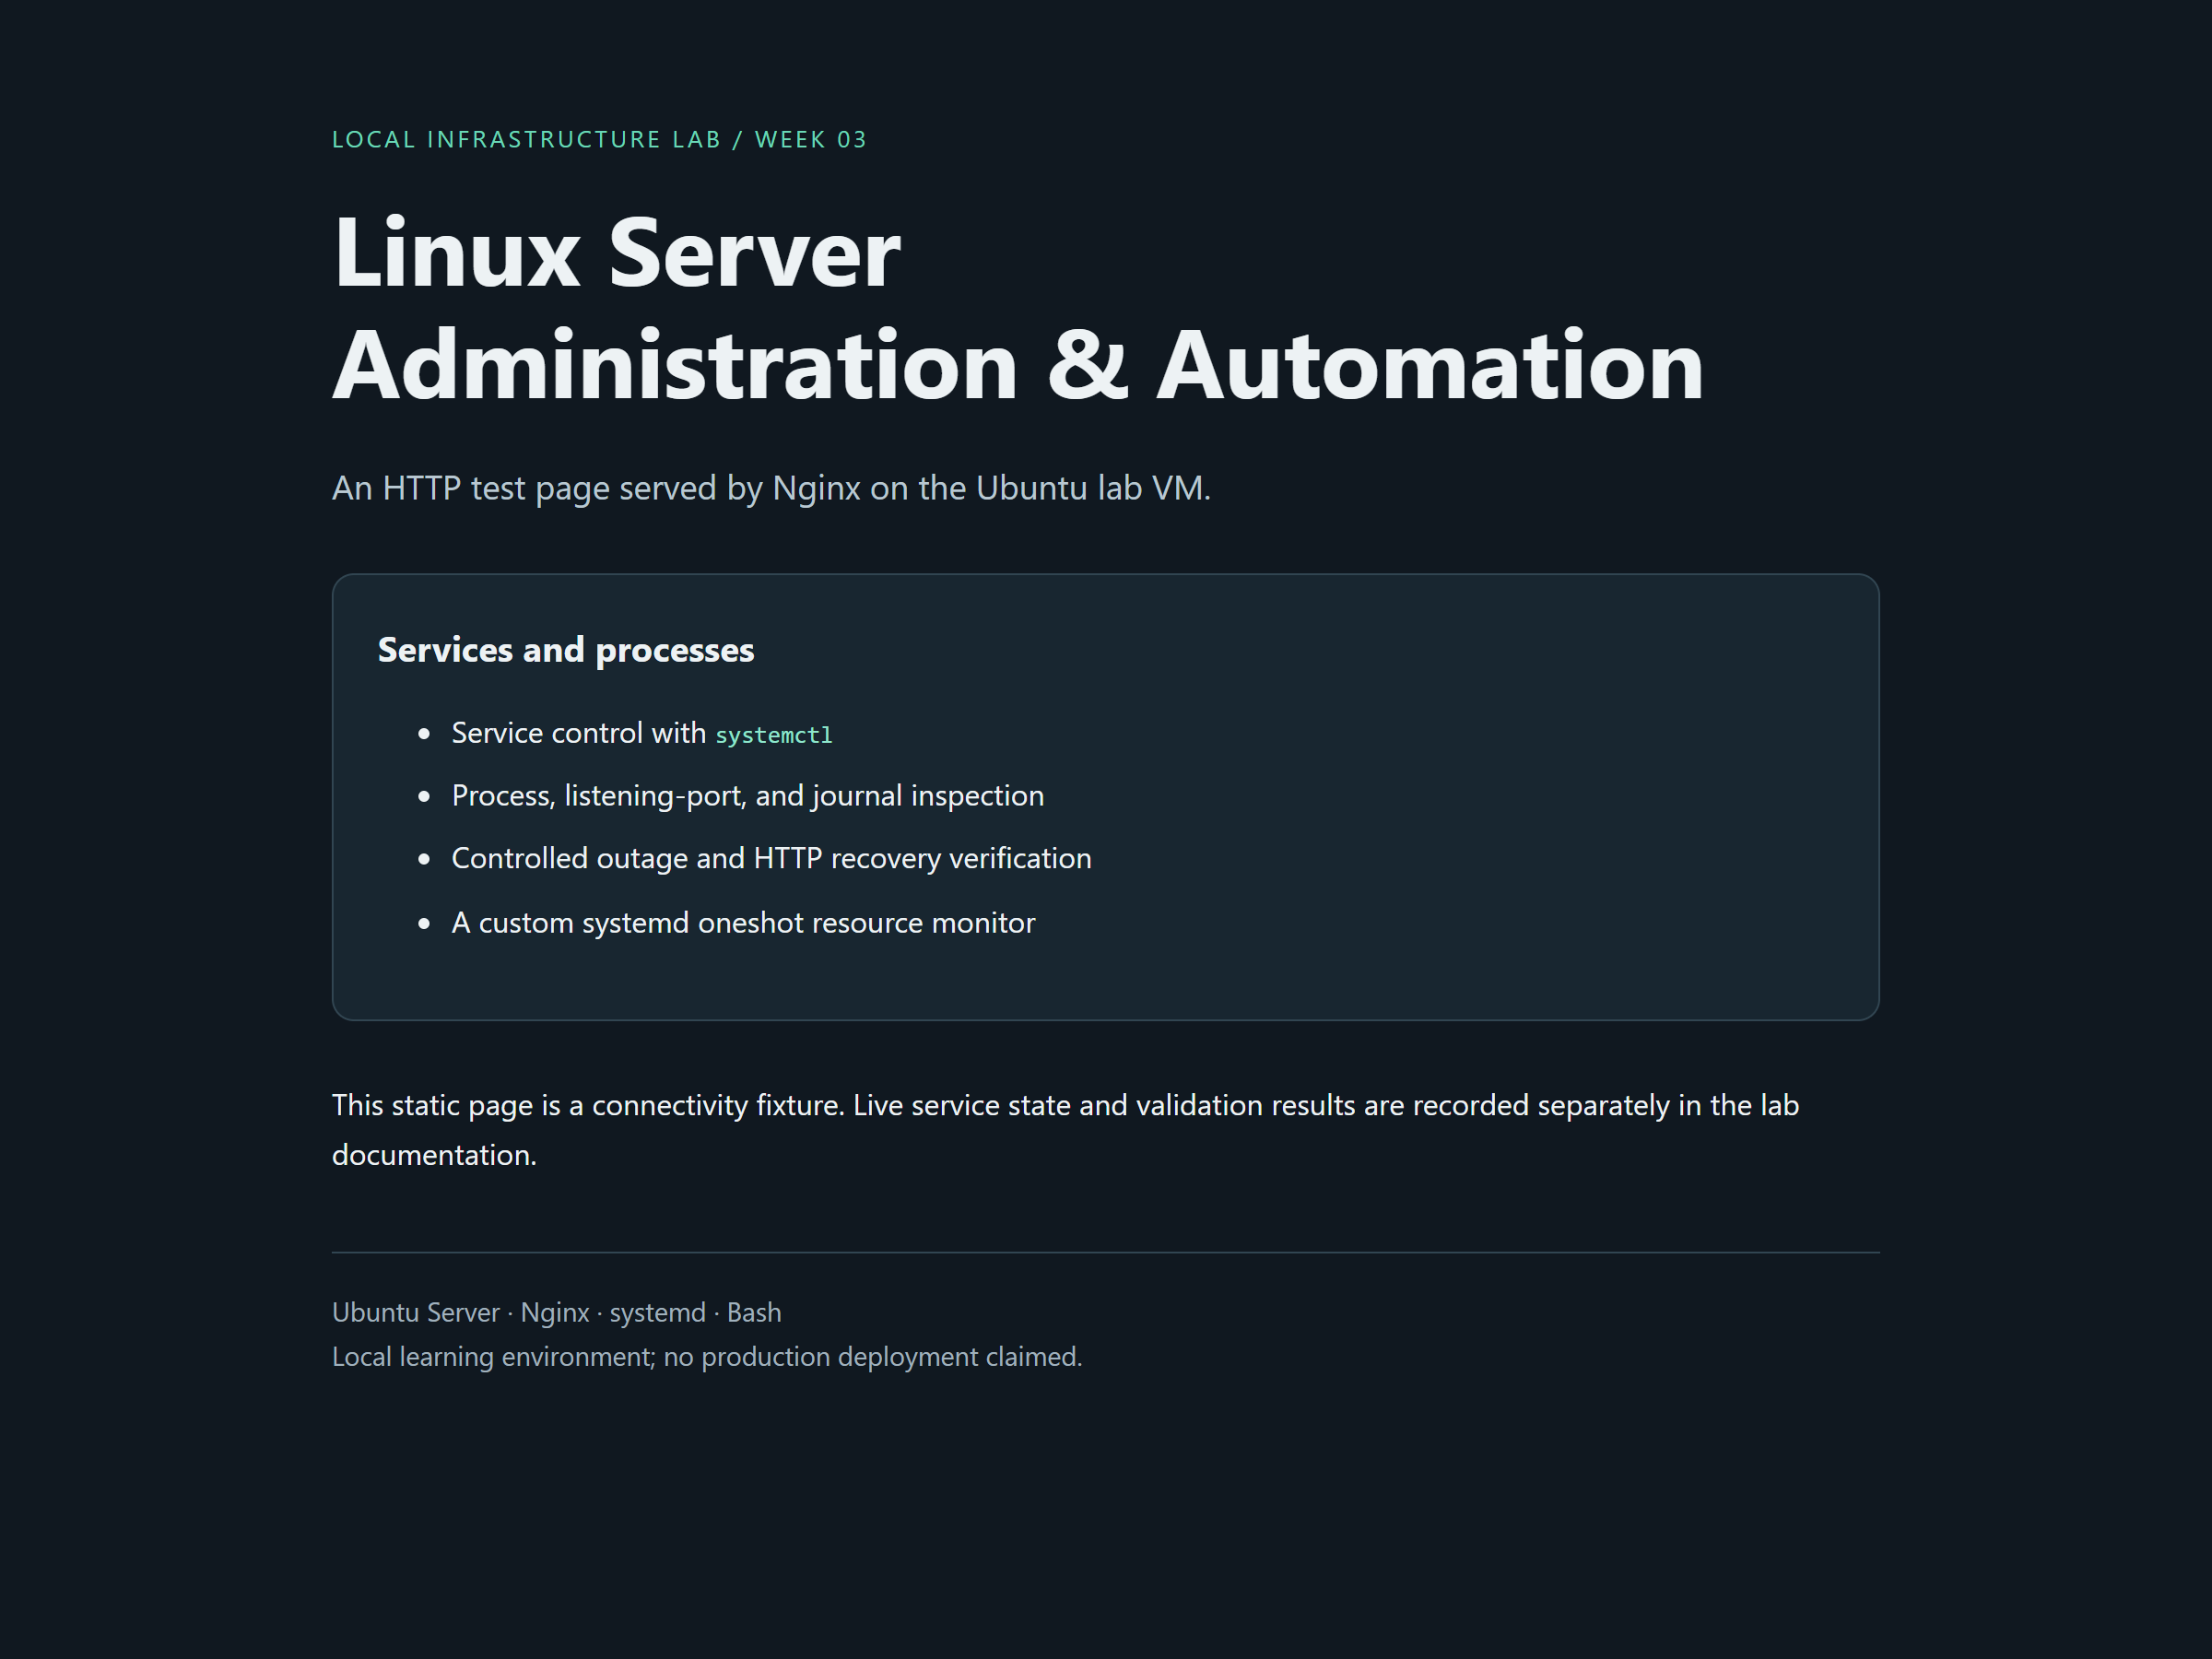 LOCAL INFRASTRUCTURE LAB / WEEK 03
Linux Server
Administration & Automation
An HTTP test page served by Nginx on the Ubuntu lab VM.
Services and processes
• Service control with systemctl
• Process, listening-port, and journal inspection
• Controlled outage and HTTP recovery verification
• A custom systemd oneshot resource monitor
This static page is a connectivity fixture. Live service state and validation results are recorded separately in the lab
documentation.
Ubuntu Server · Nginx · systemd · Bash
Local learning environment; no production deployment claimed.